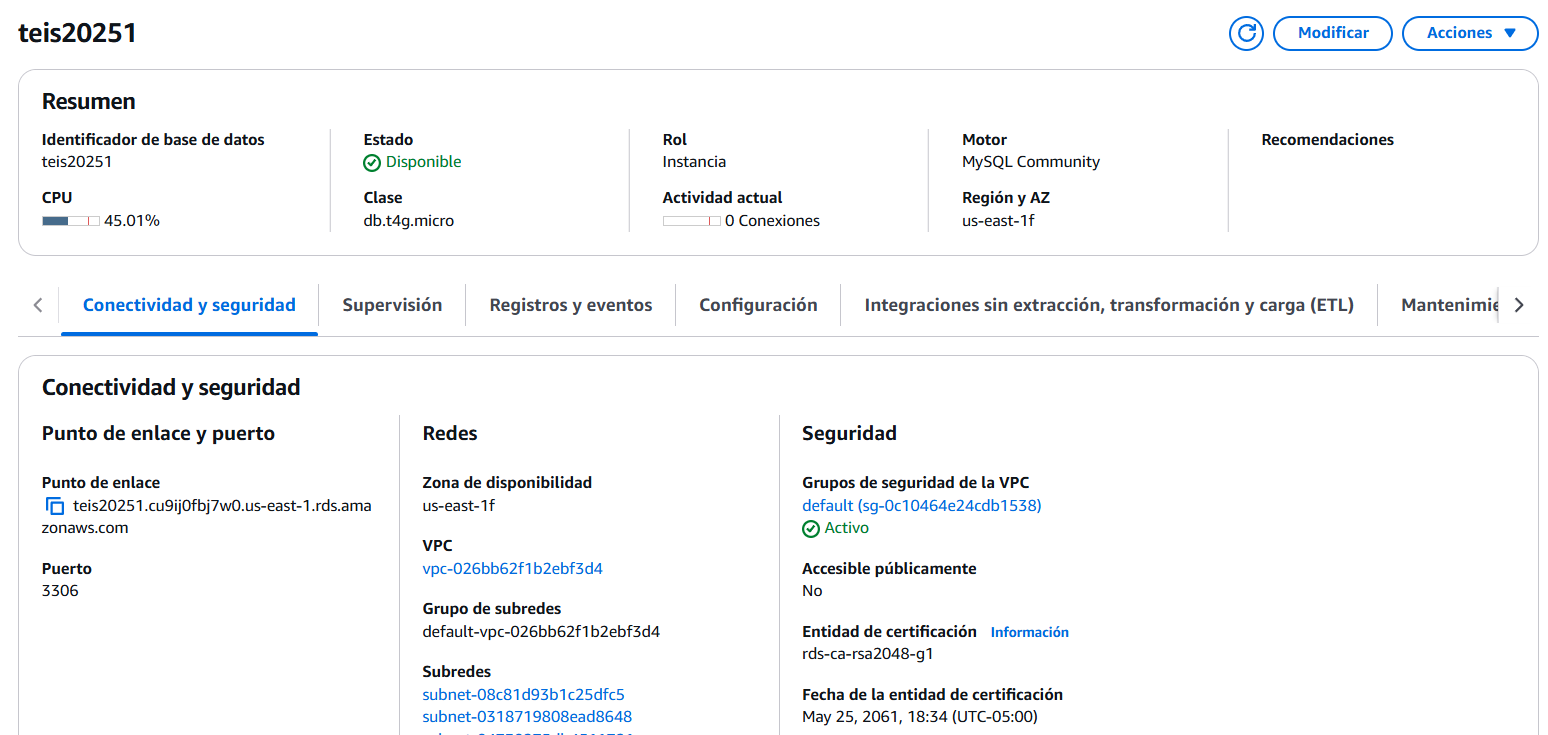 teis20251
Modificar
Acciones
Resumen
Identificador de base de datos
teis20251
CPU
45.01%
Estado
Disponible
Clase
db.t4g.micro
Rol
Instancia
Actividad actual
0 Conexiones
Motor
MySQL Community
Región y AZ
us-east-1f
Recomendaciones
Conectividad y seguridad
Supervisión
Registros y eventos
Configuración
Integraciones sin extracción, transformación y carga (ETL)
Mantenimie
Conectividad y seguridad
Punto de enlace y puerto
Punto de enlace
teis20251.cu9ij0fbj7w0.us-east-1.rds.ama
zonaws.com
Puerto
3306
Redes
Zona de disponibilidad
us-east-1f
VPC
vpc-026bb62f1b2ebf3d4
Grupo de subredes
default-vpc-026bb62f1b2ebf3d4
Subredes
subnet-08c81d93b1c25dfc5
subnet-0318719808ead8648
Seguridad
Grupos de seguridad de la VPC
default (sg-0c10464e24cdb1538)
Activo
Accesible públicamente
No
Entidad de certificación Información
rds-ca-rsa2048-g1
Fecha de la entidad de certificación
May 25, 2061, 18:34 (UTC-05:00)